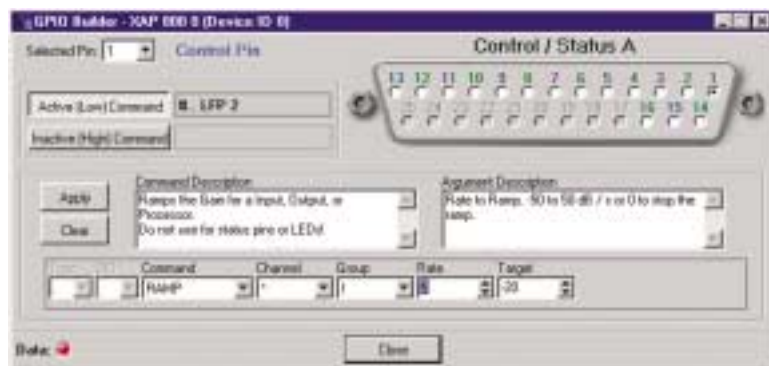 GPIO Builder - XAP 800 0 (Device ID 0)
Selected Pin: 1
Control Pin
Control / Status A
13 12 11 10 9 8 7 6 5 4 3 2 1
16 15 14
Active (Low) Command
Inactive (High) Command
Apply
Clear
Command Description
Ramps the Gain for a Input, Output, or
Processor.
Do not use for status pins or LEDs!
Argument Description
Rate to Ramp, -50 to 50 dB / s or 0 to stop the
ramp.
Command Channel Group Rate Target
RAMP * I -20
Data:
Close